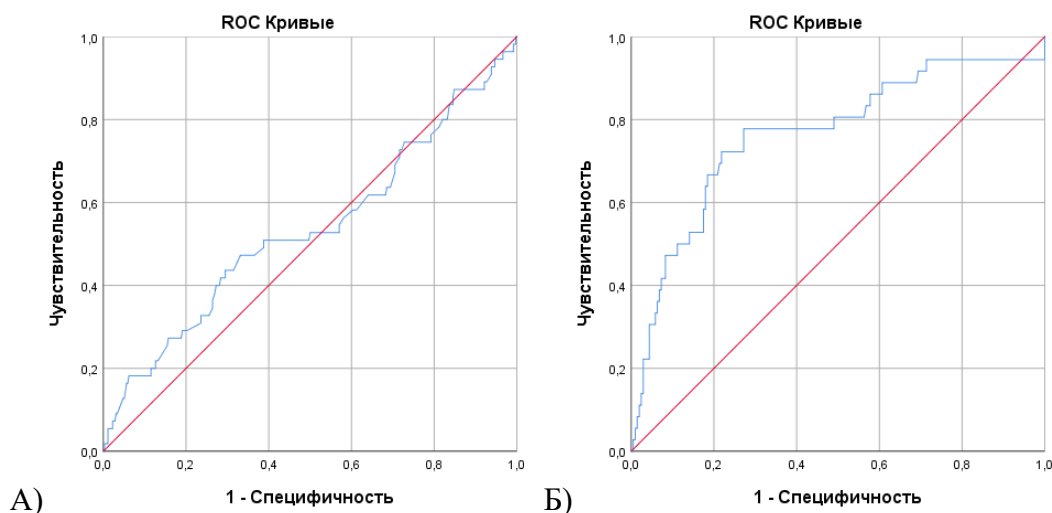 ROC Кривые
1,0
0,8
0,6
0,4
0,2
0,0
Чувствительность
0,0 0,2 0,4 0,6 0,8 1,0
1 - Специфичность
А)
ROC Кривые
1,0
0,8
0,6
0,4
0,2
0,0
Чувствительность
0,0 0,2 0,4 0,6 0,8 1,0
1 - Специфичность
Б)